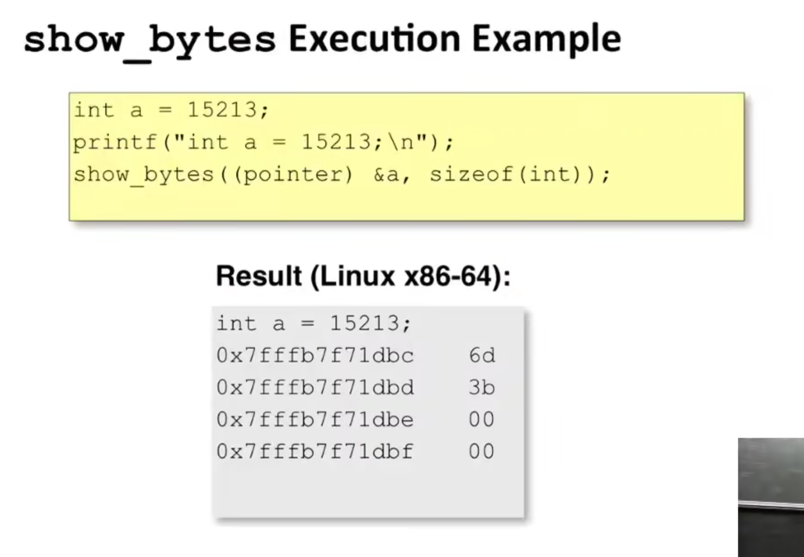 show_bytes Execution Example
int a = 15213;
printf("int a = 15213;\n");
show_bytes((pointer) &a, sizeof(int));
Result (Linux x86-64):
int a = 15213;
0x7fffb7f71dbc 6d
0x7fffb7f71dbd 3b
0x7fffb7f71dbe 00
0x7fffb7f71dbf 00